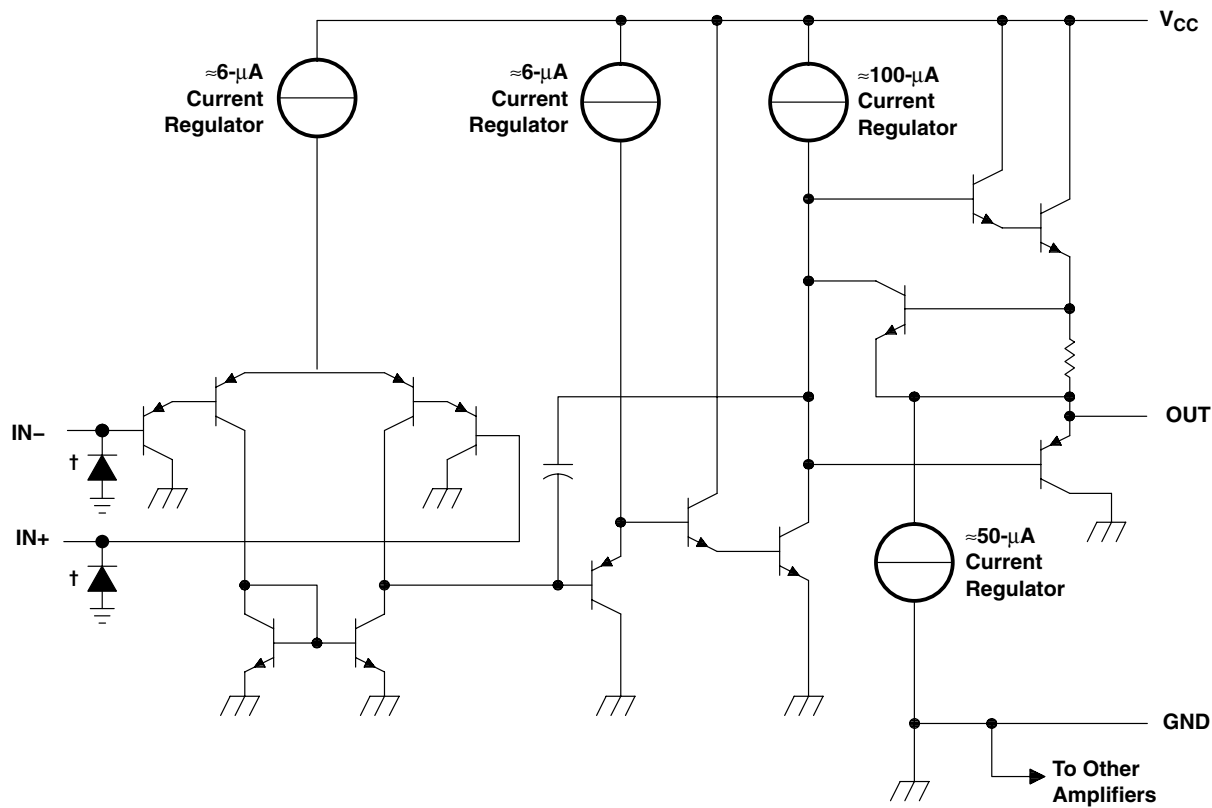 V_CC
≈6-μA
Current
Regulator
≈6-μA
Current
Regulator
≈100-μA
Current
Regulator
IN−
†
OUT
IN+
†
≈50-μA
Current
Regulator
GND
To Other
Amplifiers